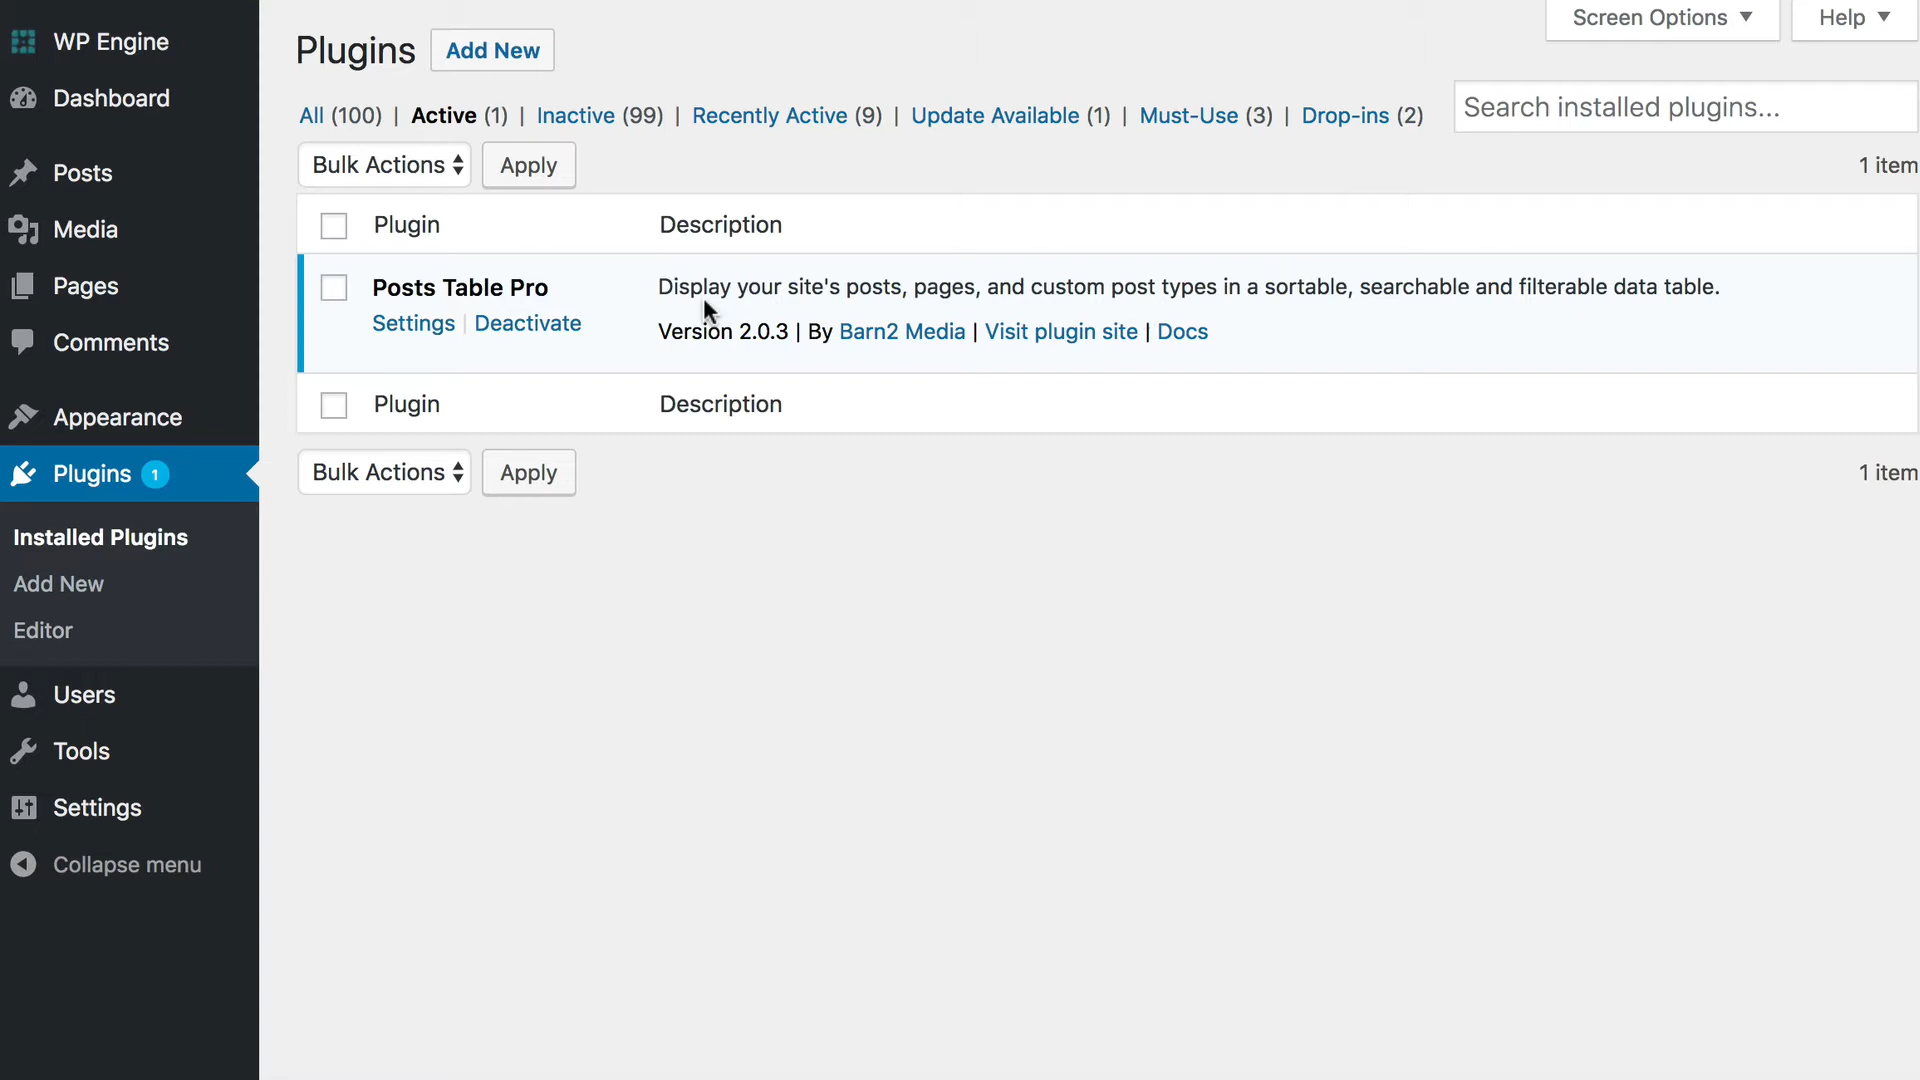 WP Engine
Dashboard
Posts
Media
Pages
Comments
Appearance
Plugins 1
Installed Plugins
Add New
Editor
Users
Tools
Settings
Collapse menu
Screen Options
Help
Plugins Add New
All (100) | Active (1) | Inactive (99) | Recently Active (9) | Update Available (1) | Must-Use (3) | Drop-ins (2)
Search installed plugins...
Bulk Actions Apply
1 item
Plugin Description
Posts Table Pro Display your site's posts, pages, and custom post types in a sortable, searchable and filterable data table.
Settings | Deactivate Version 2.0.3 | By Barn2 Media | Visit plugin site | Docs
Plugin Description
Bulk Actions Apply
1 item